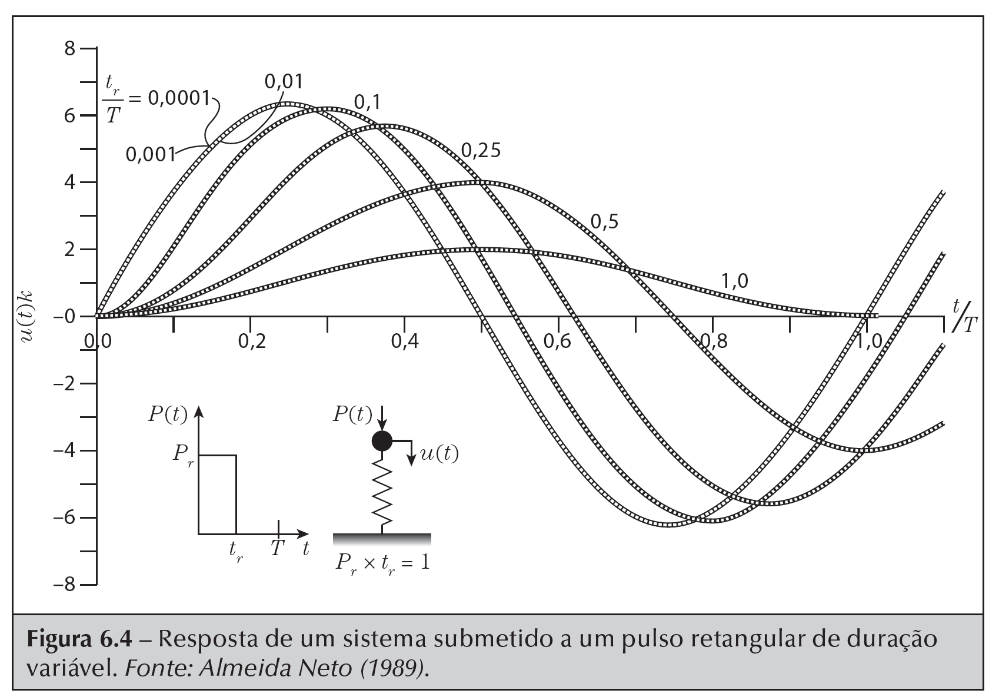 8
6
4
2
–0
–2
–4
–6
–8
u(t)k
t_r/T = 0,0001
0,001
0,01
0,1
0,25
0,5
1,0
0,0
0,2
0,4
0,6
0,8
1,0
t/T
P(t)
P_r
t_r
T
t
P(t)
u(t)
P_r × t_r = 1
Figura 6.4 – Resposta de um sistema submetido a um pulso retangular de duração
variável. Fonte: Almeida Neto (1989).